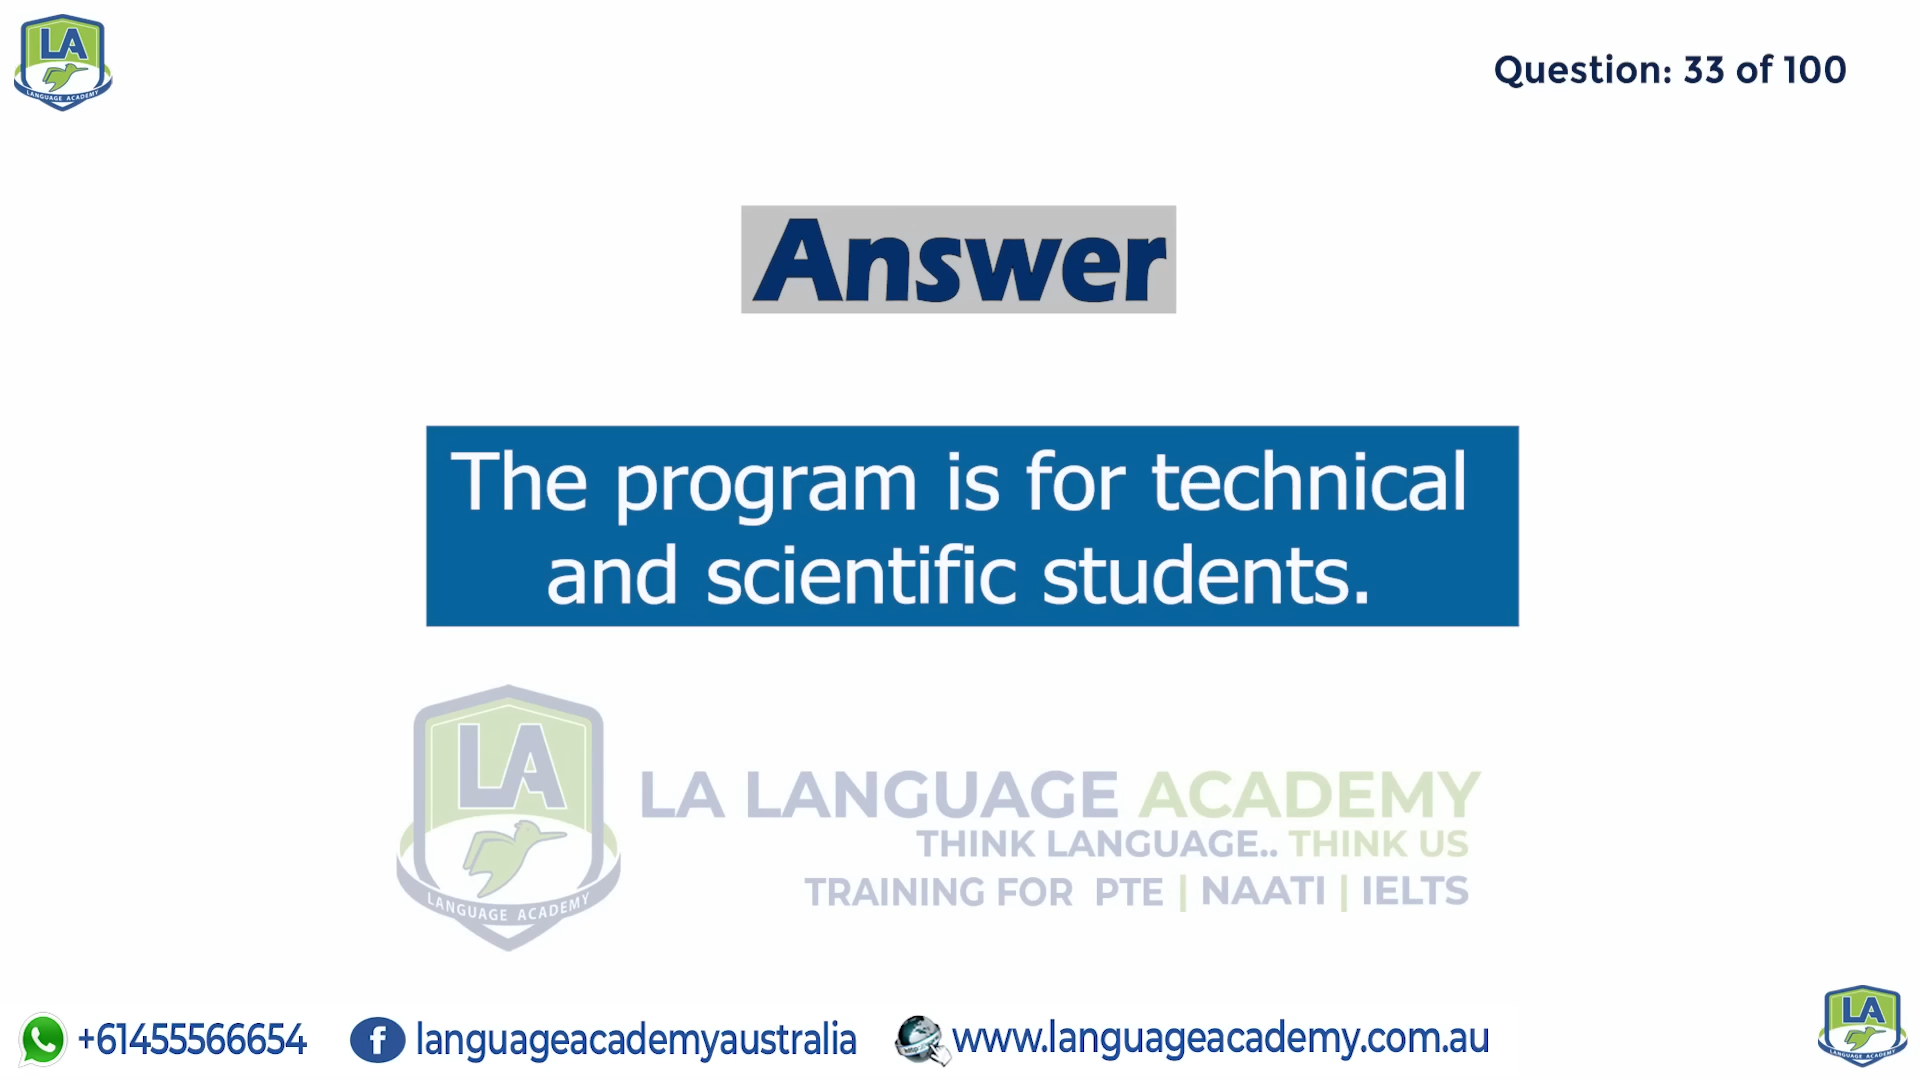 LA
LANGUAGE ACADEMY
Question: 33 of 100
Answer
The program is for technical
and scientific students.
LA
LANGUAGE ACADEMY
LA LANGUAGE ACADEMY
THINK LANGUAGE.. THINK US
TRAINING FOR PTE | NAATI | IELTS
+61455566654
f languageacademyaustralia
www.languageacademy.com.au
LA
LANGUAGE ACADEMY